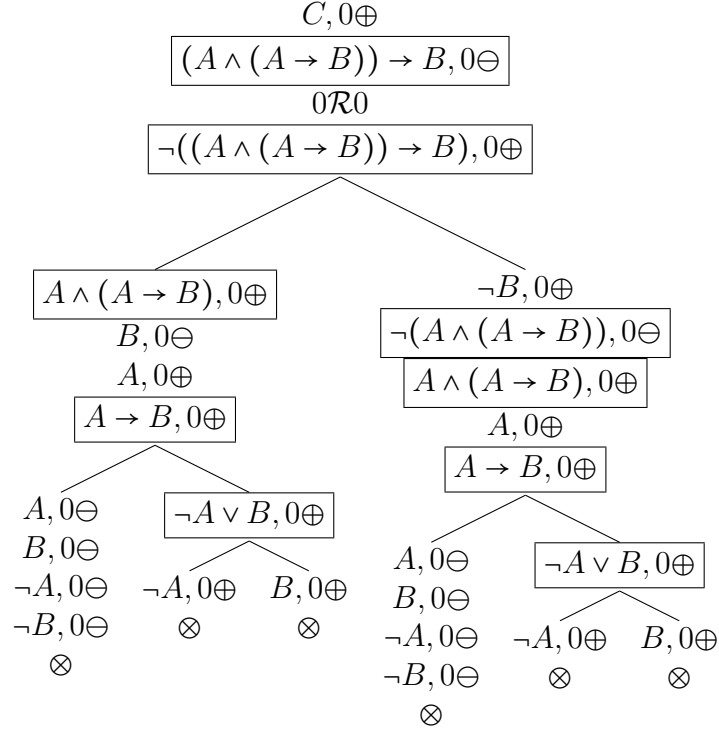 C, 0⊕
(A ∧ (A → B)) → B, 0⊖
0ℛ0
¬((A ∧ (A → B)) → B), 0⊕
A ∧ (A → B), 0⊕
B, 0⊖
A, 0⊕
A → B, 0⊕
A, 0⊖
B, 0⊖
¬A, 0⊖
¬B, 0⊖
⊗
¬A ∨ B, 0⊕
¬A, 0⊕
⊗
B, 0⊕
⊗
¬B, 0⊕
¬(A ∧ (A → B)), 0⊖
A ∧ (A → B), 0⊕
A, 0⊕
A → B, 0⊕
A, 0⊖
B, 0⊖
¬A, 0⊖
¬B, 0⊖
⊗
¬A ∨ B, 0⊕
¬A, 0⊕
⊗
B, 0⊕
⊗